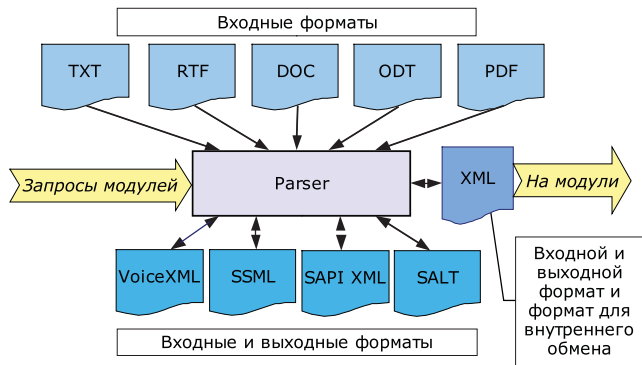 Входные форматы
TXT
RTF
DOC
ODT
PDF
Запросы модулей
Parser
XML
На модули
VoiceXML
SSML
SAPI XML
SALT
Входной и
выходной
формат и
формат для
внутреннего
обмена
Входные и выходные форматы